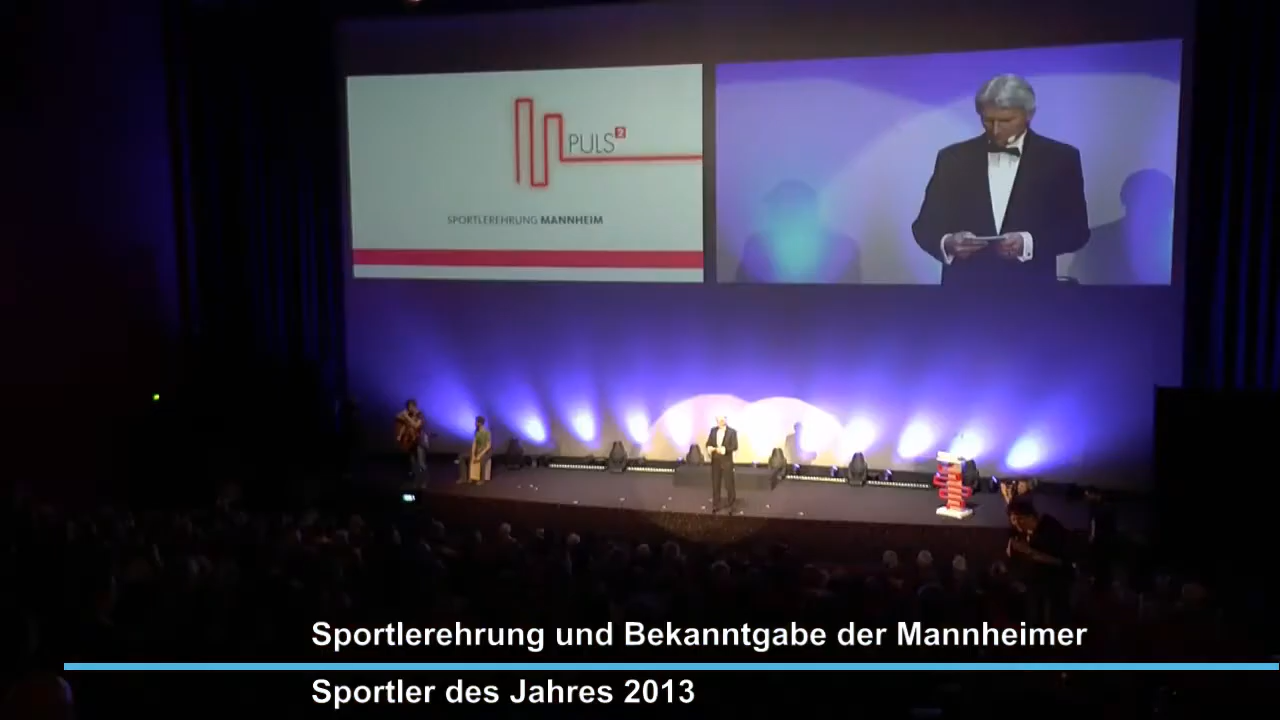 PULS²
SPORTLEREHRUNG MANNHEIM
Sportlerehrung und Bekanntgabe der Mannheimer
Sportler des Jahres 2013